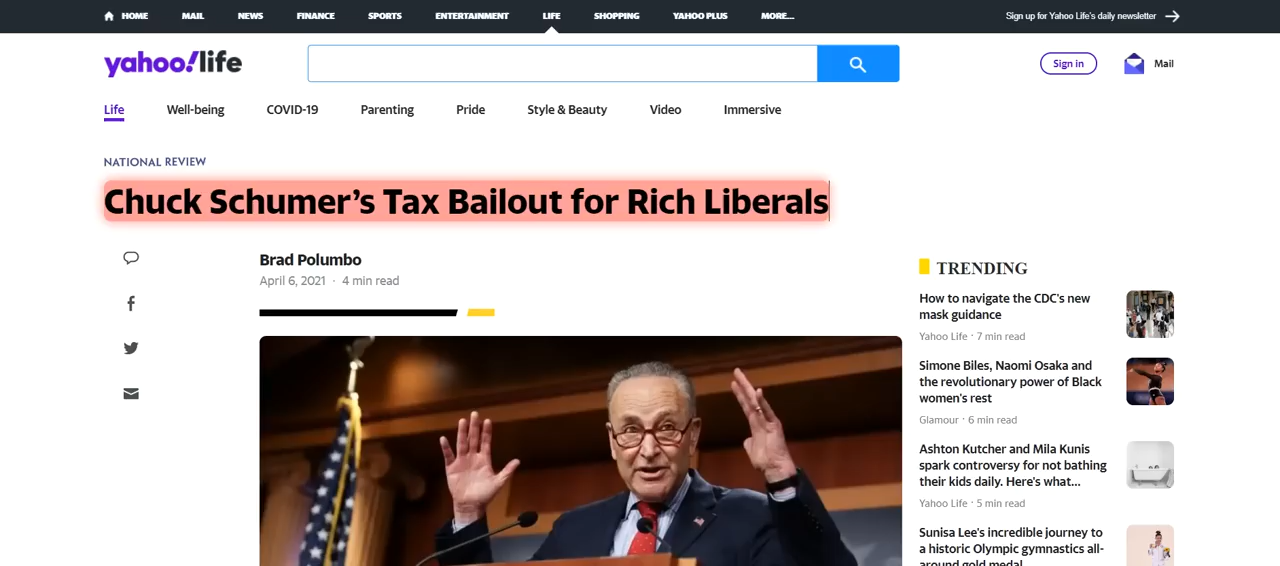 HOME MAIL NEWS FINANCE SPORTS ENTERTAINMENT LIFE SHOPPING YAHOO PLUS MORE... Sign up for Yahoo Life's daily newsletter
yahoo!life
Sign in Mail
Life Well-being COVID-19 Parenting Pride Style & Beauty Video Immersive
NATIONAL REVIEW
Chuck Schumer’s Tax Bailout for Rich Liberals
Brad Polumbo
April 6, 2021 · 4 min read
TRENDING
How to navigate the CDC's new
mask guidance
Yahoo Life · 7 min read
Simone Biles, Naomi Osaka and
the revolutionary power of Black
women's rest
Glamour · 6 min read
Ashton Kutcher and Mila Kunis
spark controversy for not bathing
their kids daily. Here's what...
Yahoo Life · 5 min read
Sunisa Lee's incredible journey to
a historic Olympic gymnastics all-
around gold medal